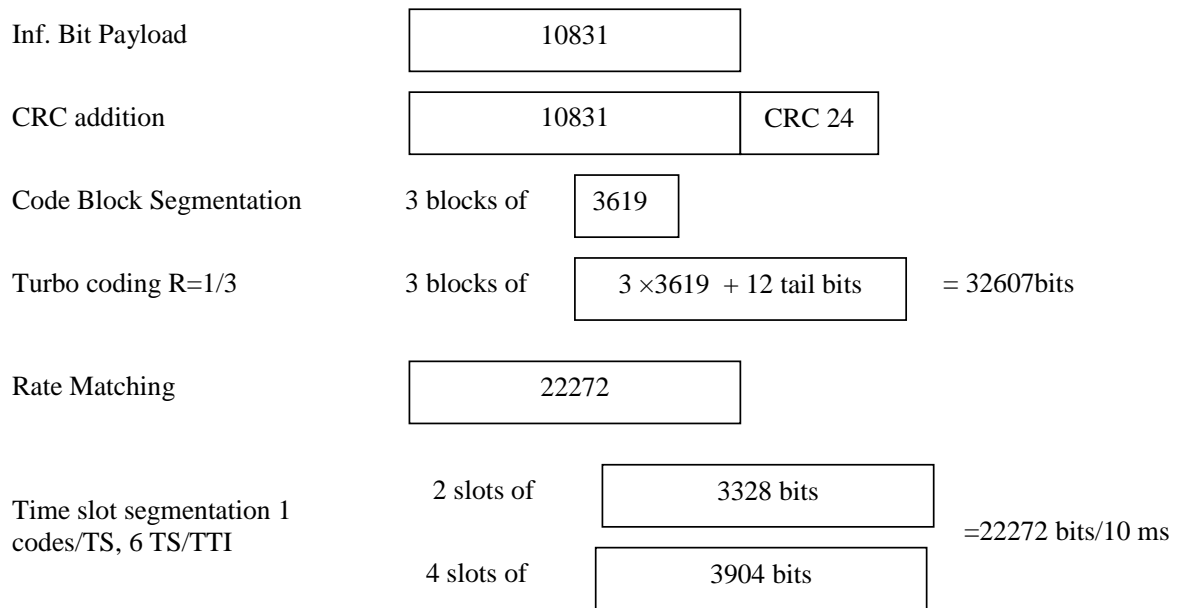 Inf. Bit Payload 10831
CRC addition 10831 CRC 24
Code Block Segmentation 3 blocks of 3619
Turbo coding R=1/3 3 blocks of 3 ×3619 + 12 tail bits = 32607bits
Rate Matching 22272
2 slots of 3328 bits
Time slot segmentation 1
codes/TS, 6 TS/TTI
=22272 bits/10 ms
4 slots of 3904 bits